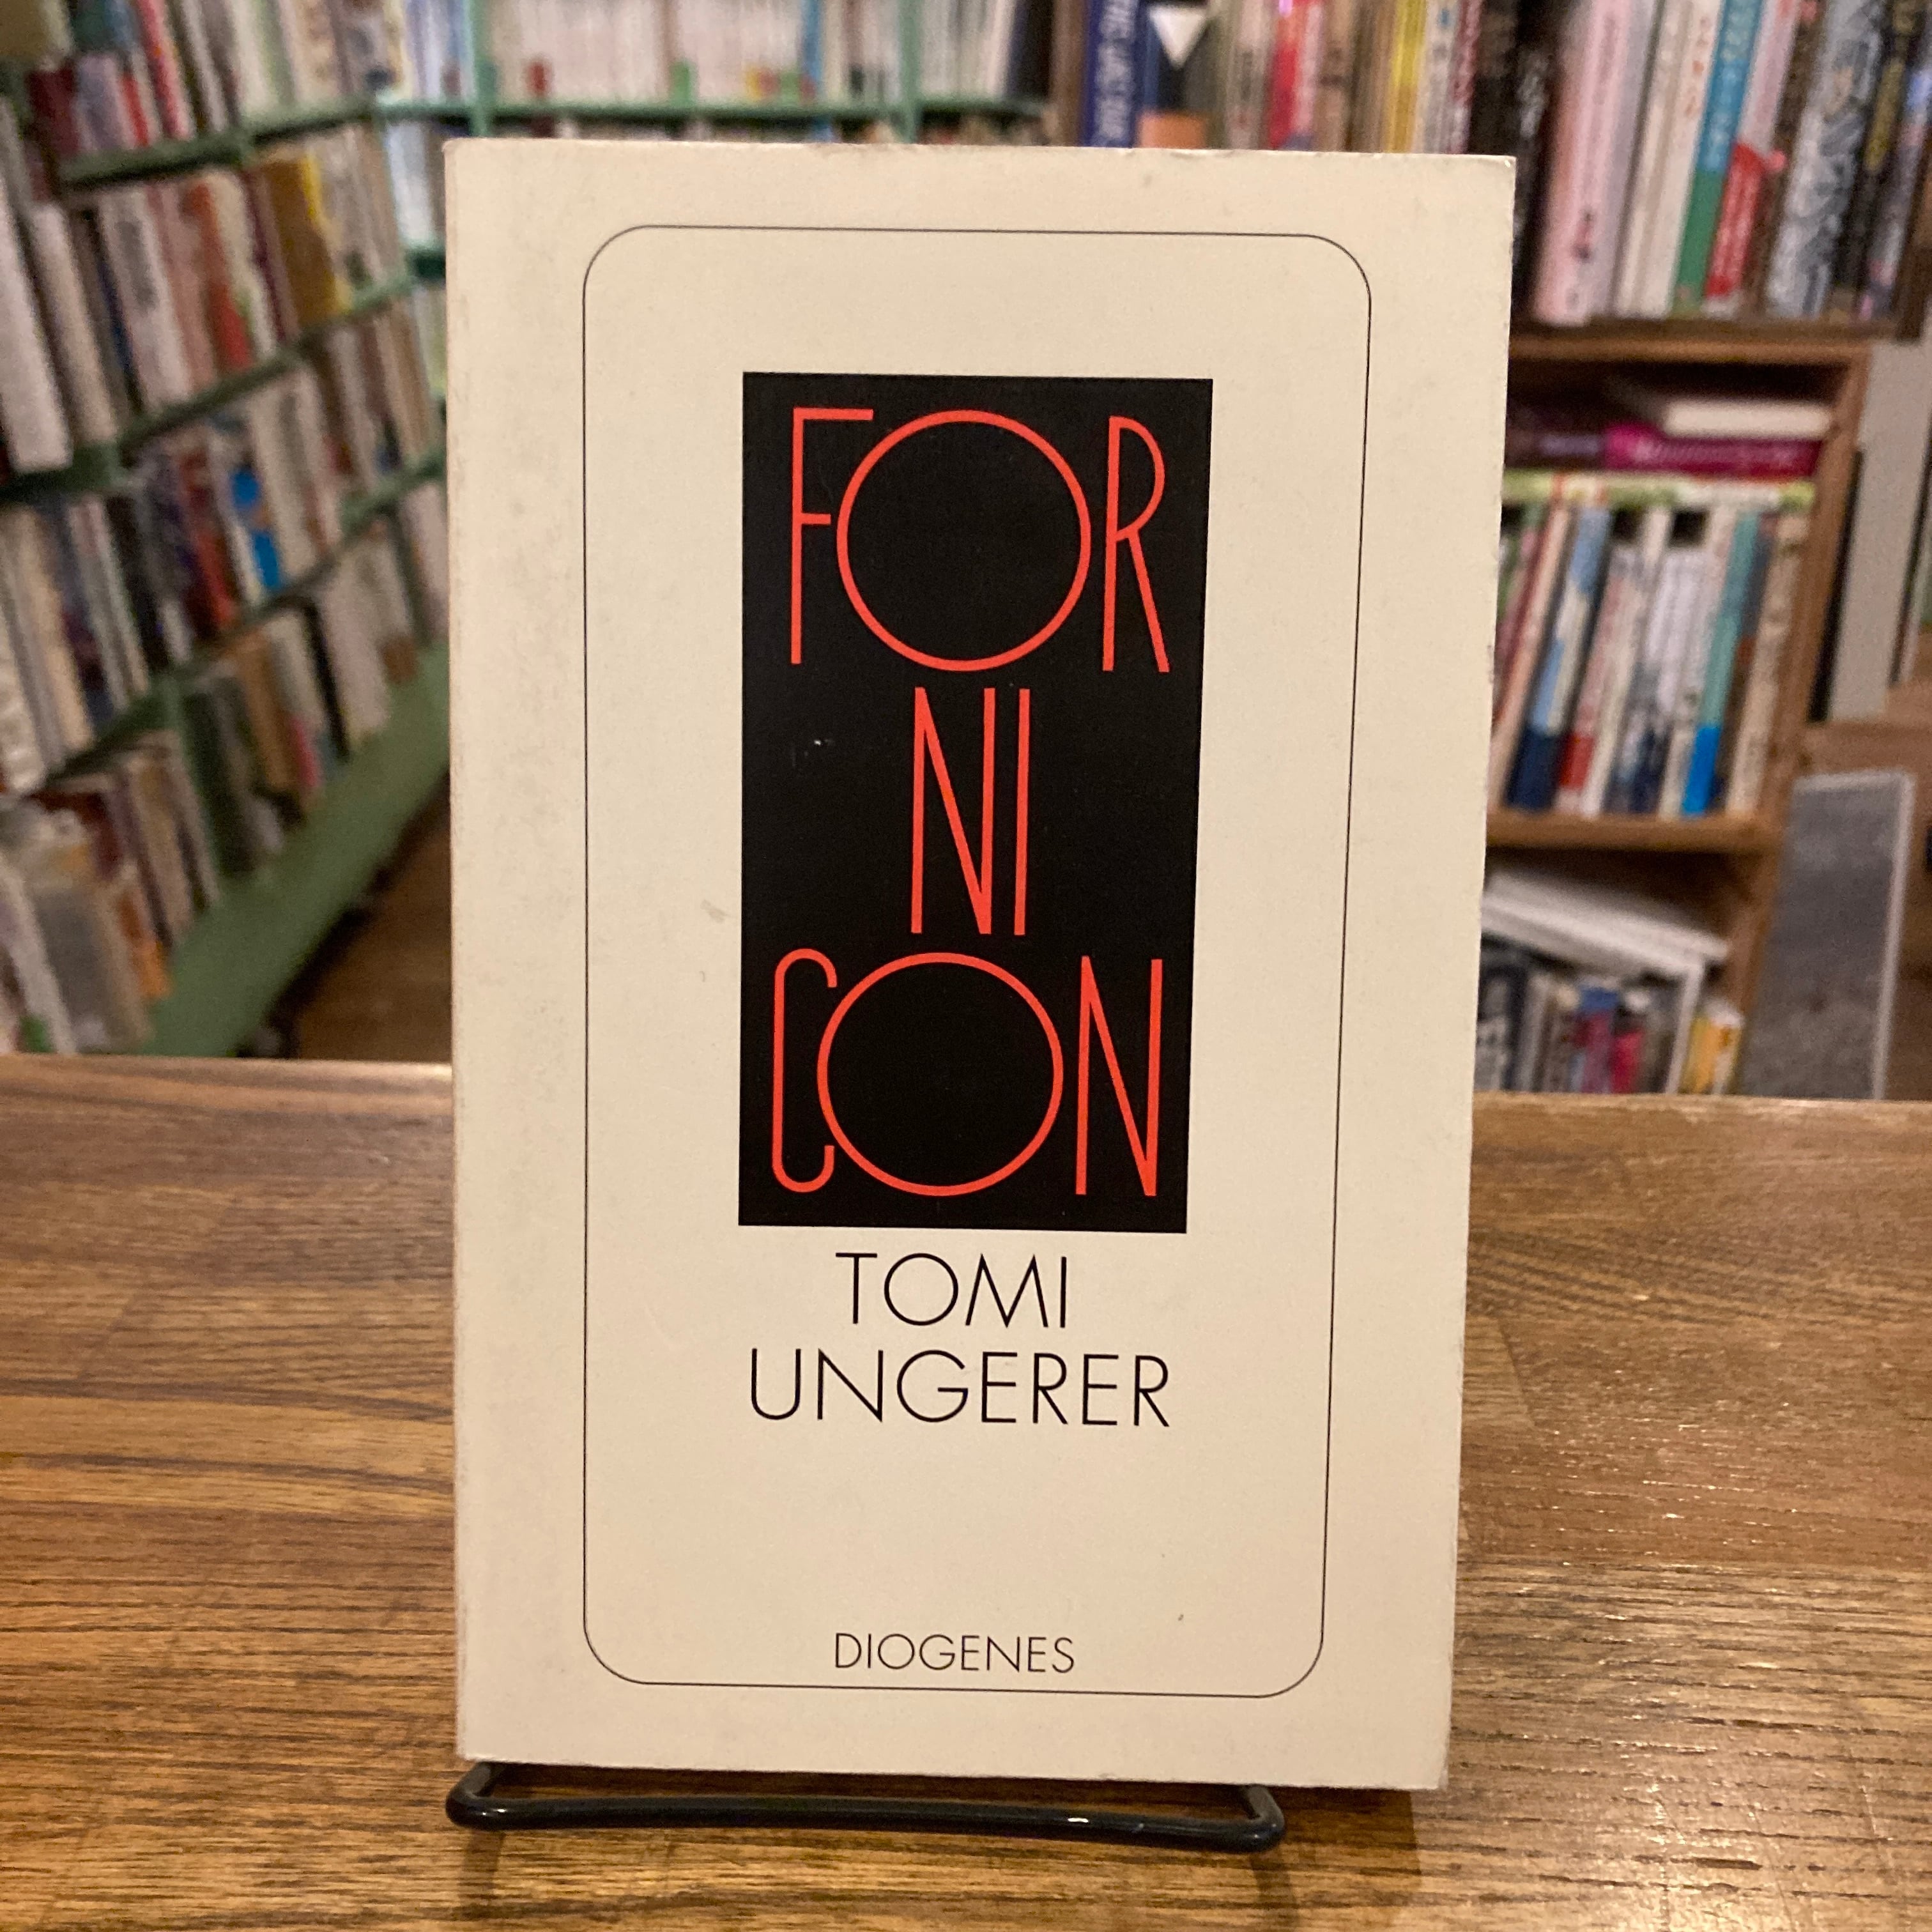 FOR
NI
CON
TOMI
UNGERER
DIOGENES